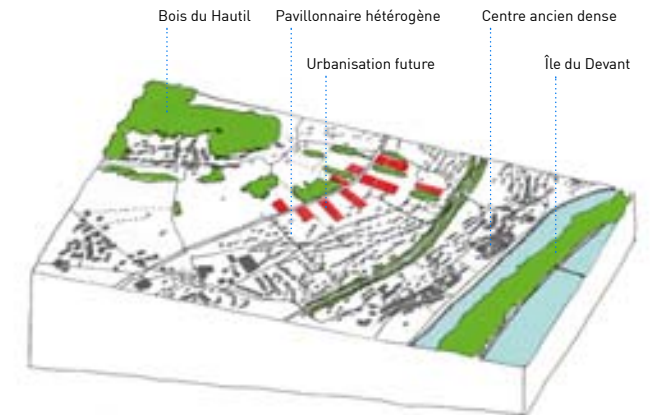 Bois du Hautil
Pavillonnaire hétérogène
Centre ancien dense
Urbanisation future
Île du Devant